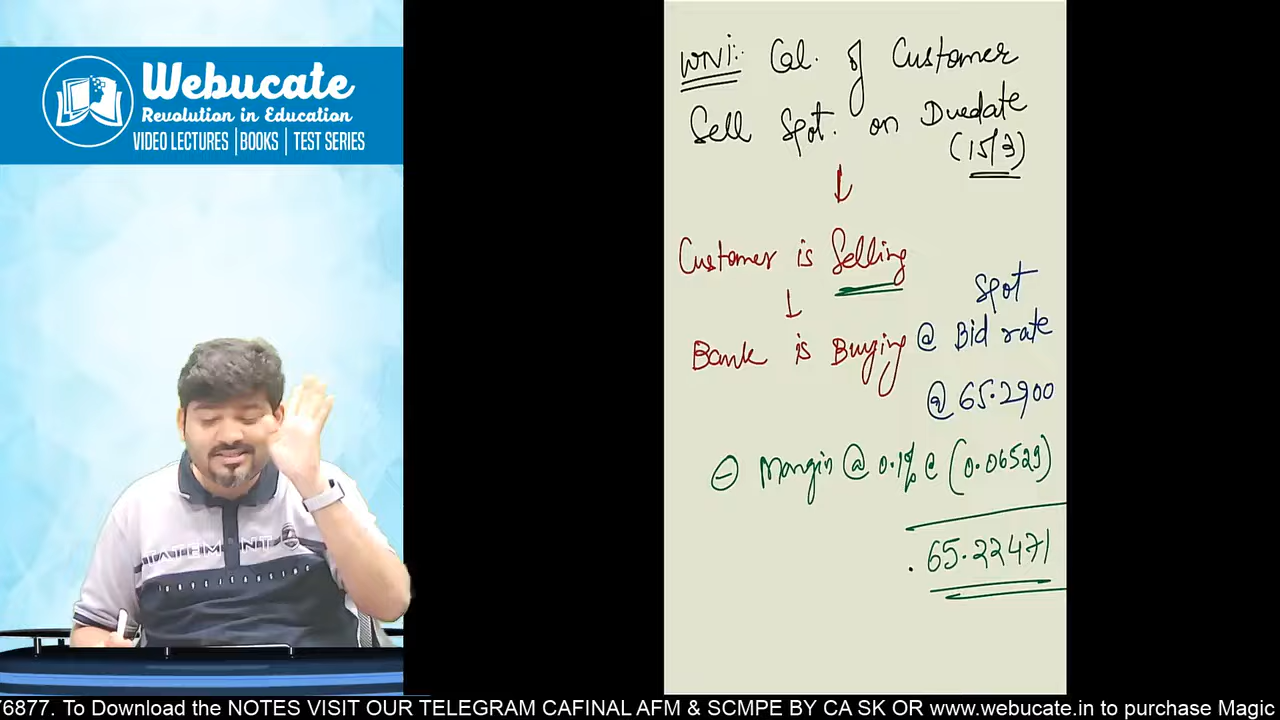 Webucate
Revolution in Education
VIDEO LECTURES | BOOKS | TEST SERIES
WN1:- Cal. of Customer
Sell Spot. on Duedate
(15/3)
Customer is Selling
Spot
Bank is Buying @ Bid rate
@ 65.2900
⊖ Margin @ 0.1% @ (0.06529)
65.22471
STATEMENT
76877. To Download the NOTES VISIT OUR TELEGRAM CAFINAL AFM & SCMPE BY CA SK OR www.webucate.in to purchase Magic